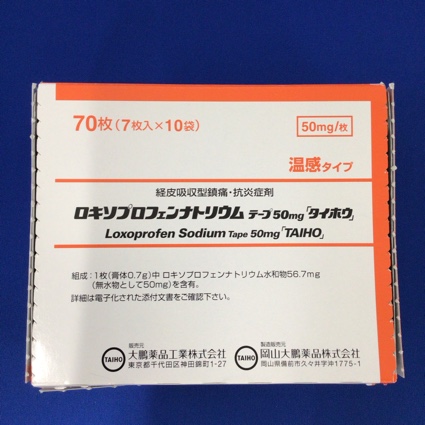 70枚(7枚入×10袋)
50mg/枚
温感タイプ
経皮吸収型鎮痛・抗炎症剤
ロキソプロフェンナトリウム テープ50mg「タイホウ」
Loxoprofen Sodium Tape 50mg「TAIHO」
組成:1枚(膏体0.7g)中 ロキソプロフェンナトリウム水和物56.7mg
(無水物として50mg)を含有。
詳細は電子化された添付文書をご確認下さい。
販売元
TAIHO 大鵬薬品工業株式会社
東京都千代田区神田錦町1-27
製造販売元
TAIHO 岡山大鵬薬品株式会社
岡山県備前市久々井字沖1775-1